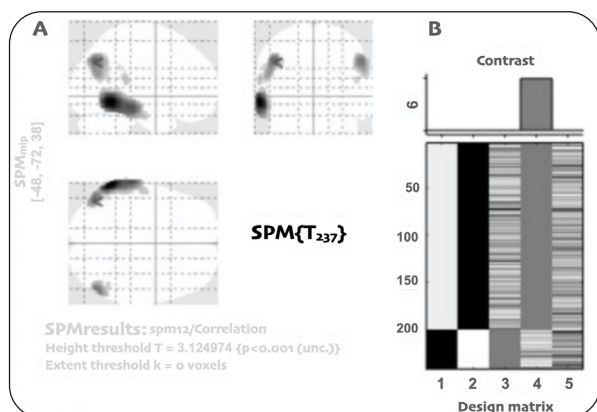 A
B
SPMmip
[-48, -72, 38]
SPM{T237}
SPMresults: spm12/Correlation
Height threshold T = 3.124974 {p<0.001 (unc.)}
Extent threshold k = 0 voxels
Contrast
6
50
100
150
200
1 2 3 4 5
Design matrix